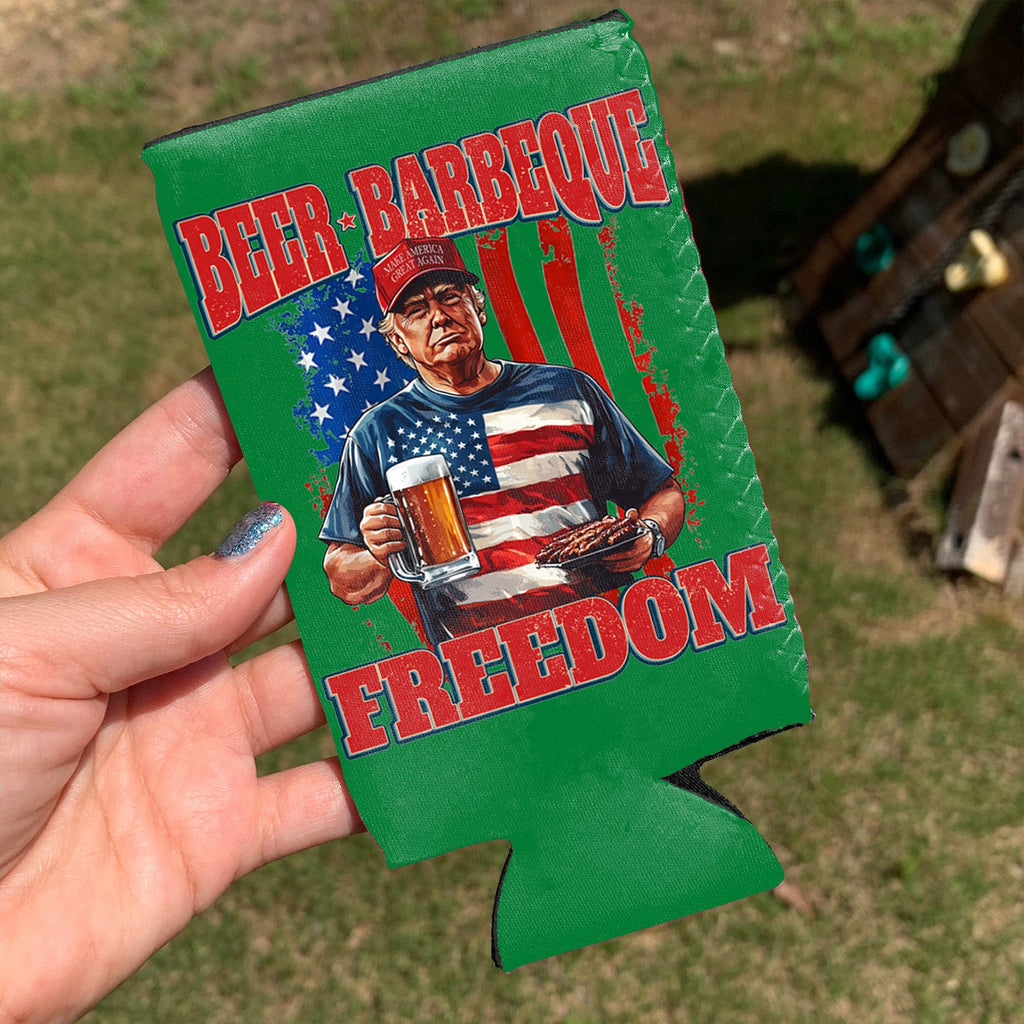 BEER ★ BARBEQUE
MAKE AMERICA
GREAT AGAIN
FREEDOM